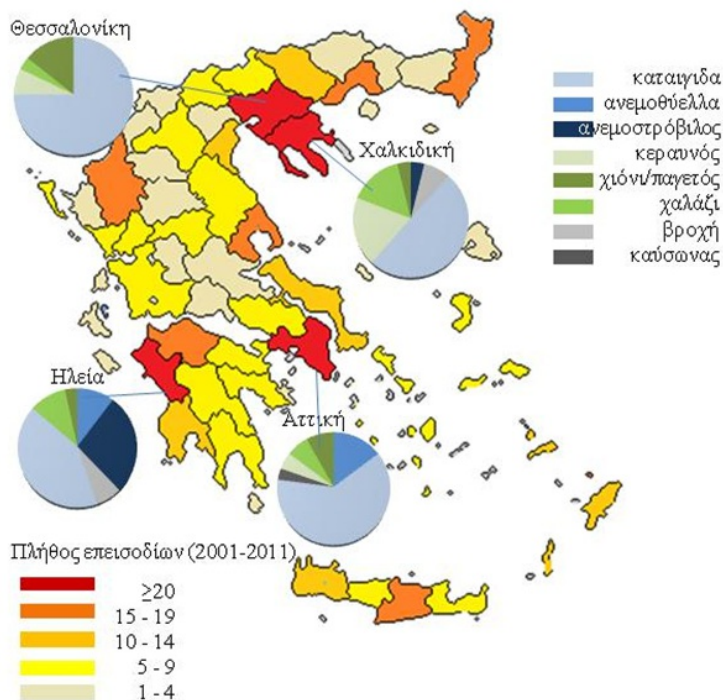 Θεσσαλονίκη
καταιγιδα
ανεμοθύελλα
ανεμοστρόβιλος
κεραυνός
χιόνι/παγετός
χαλάζι
βροχή
καύσωνας
Χαλκιδική
Ηλεία
Αττική
Πλήθος επεισοδίων (2001-2011)
≥20
15 - 19
10 - 14
5 - 9
1 - 4